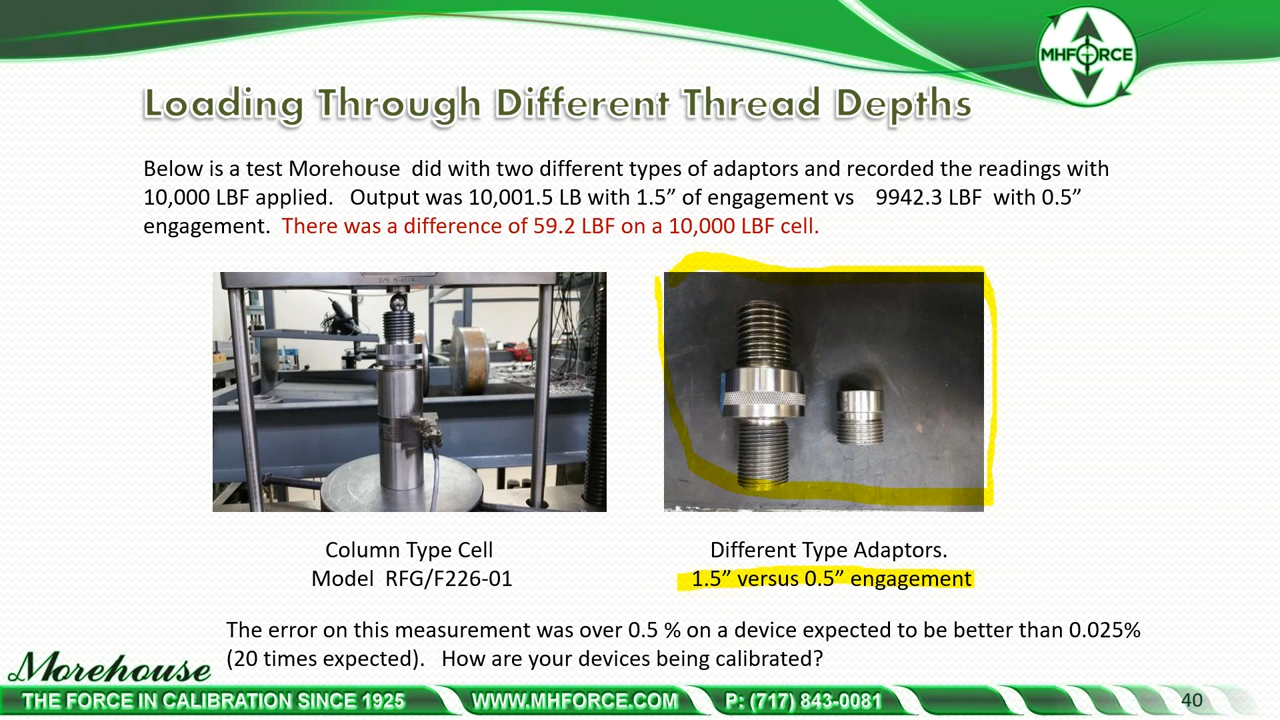 MHFORCE
Loading Through Different Thread Depths
Below is a test Morehouse did with two different types of adaptors and recorded the readings with
10,000 LBF applied. Output was 10,001.5 LB with 1.5” of engagement vs 9942.3 LBF with 0.5”
engagement. There was a difference of 59.2 LBF on a 10,000 LBF cell.
Column Type Cell
Model RFG/F226-01
Different Type Adaptors.
1.5” versus 0.5” engagement
The error on this measurement was over 0.5 % on a device expected to be better than 0.025%
(20 times expected). How are your devices being calibrated?
Morehouse
THE FORCE IN CALIBRATION SINCE 1925 WWW.MHFORCE.COM P: (717) 843-0081 40